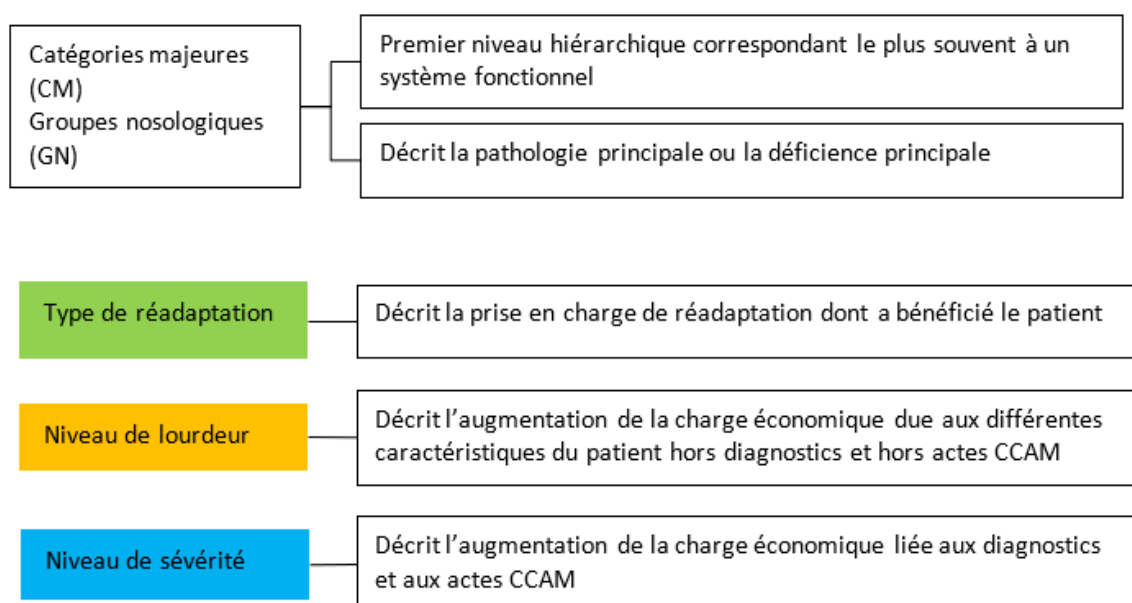 Catégories majeures
(CM)
Groupes nosologiques
(GN)
Premier niveau hiérarchique correspondant le plus souvent à un
système fonctionnel
Décrit la pathologie principale ou la déficience principale
Type de réadaptation
Décrit la prise en charge de réadaptation dont a bénéficié le patient
Niveau de lourdeur
Décrit l’augmentation de la charge économique due aux différentes
caractéristiques du patient hors diagnostics et hors actes CCAM
Niveau de sévérité
Décrit l’augmentation de la charge économique liée aux diagnostics
et aux actes CCAM